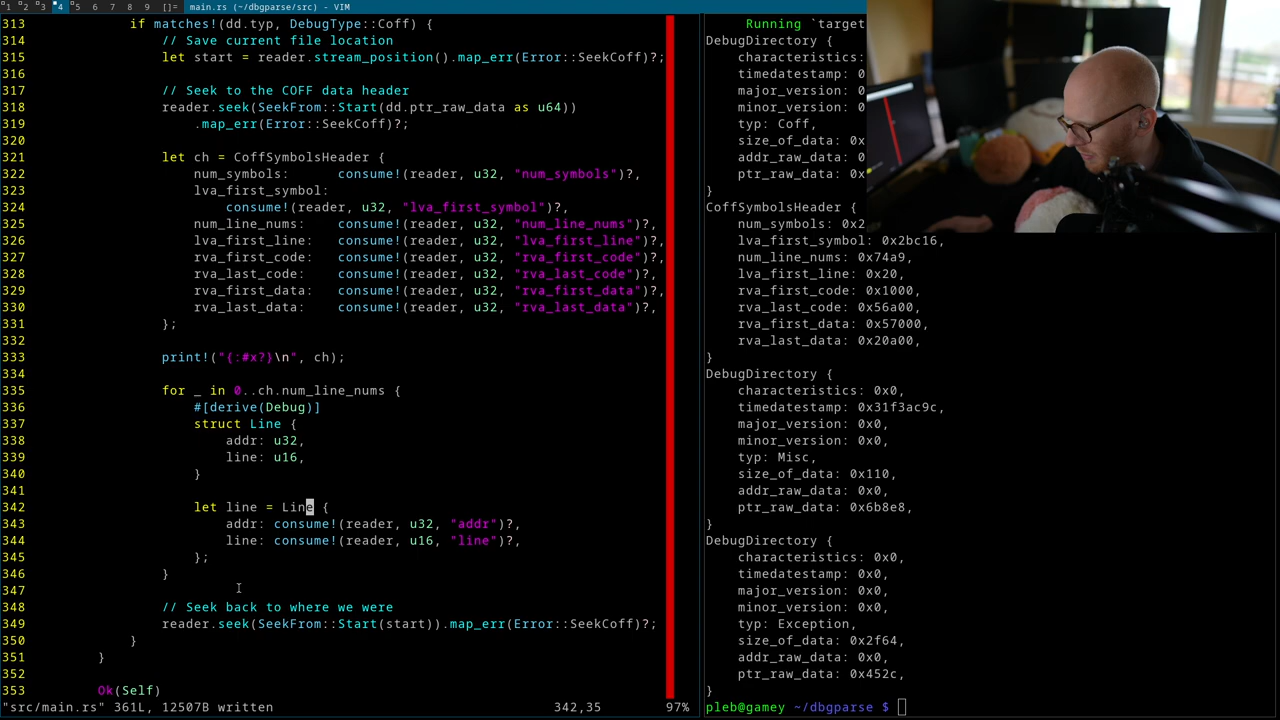 1 2 3 4 5 6 7 8 9 []= main.rs (~/dbgparse/src) - VIM
313 if matches!(dd.typ, DebugType::Coff) {
314 // Save current file location
315 let start = reader.stream_position().map_err(Error::SeekCoff)?;
316
317 // Seek to the COFF data header
318 reader.seek(SeekFrom::Start(dd.ptr_raw_data as u64))
319 .map_err(Error::SeekCoff)?;
320
321 let ch = CoffSymbolsHeader {
322 num_symbols: consume!(reader, u32, "num_symbols")?,
323 lva_first_symbol:
324 consume!(reader, u32, "lva_first_symbol")?,
325 num_line_nums: consume!(reader, u32, "num_line_nums")?,
326 lva_first_line: consume!(reader, u32, "lva_first_line")?,
327 rva_first_code: consume!(reader, u32, "rva_first_code")?,
328 rva_last_code: consume!(reader, u32, "rva_last_code")?,
329 rva_first_data: consume!(reader, u32, "rva_first_data")?,
330 rva_last_data: consume!(reader, u32, "rva_last_data")?,
331 };
332
333 print!("{:#x?}\n", ch);
334
335 for _ in 0..ch.num_line_nums {
336 #[derive(Debug)]
337 struct Line {
338 addr: u32,
339 line: u16,
340 }
341
342 let line = Line {
343 addr: consume!(reader, u32, "addr")?,
344 line: consume!(reader, u16, "line")?,
345 };
346 }
347
348 // Seek back to where we were
349 reader.seek(SeekFrom::Start(start)).map_err(Error::SeekCoff)?;
350 }
351 }
352
353 Ok(Self)
"src/main.rs" 361L, 12507B written 342,35 97%
Running `target
DebugDirectory {
characteristics:
timedatestamp: 0
major_version: 0
minor_version: 0
typ: Coff,
size_of_data: 0x
addr_raw_data: 0
ptr_raw_data: 0x
}
CoffSymbolsHeader {
num_symbols: 0x2
lva_first_symbol: 0x2bc16,
num_line_nums: 0x74a9,
lva_first_line: 0x20,
rva_first_code: 0x1000,
rva_last_code: 0x56a00,
rva_first_data: 0x57000,
rva_last_data: 0x20a00,
}
DebugDirectory {
characteristics: 0x0,
timedatestamp: 0x31f3ac9c,
major_version: 0x0,
minor_version: 0x0,
typ: Misc,
size_of_data: 0x110,
addr_raw_data: 0x0,
ptr_raw_data: 0x6b8e8,
}
DebugDirectory {
characteristics: 0x0,
timedatestamp: 0x0,
major_version: 0x0,
minor_version: 0x0,
typ: Exception,
size_of_data: 0x2f64,
addr_raw_data: 0x0,
ptr_raw_data: 0x452c,
}
pleb@gamey ~/dbgparse $